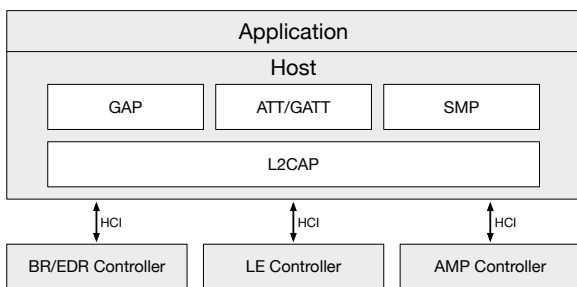 Application
Host
GAP ATT/GATT SMP
L2CAP
HCI HCI HCI
BR/EDR Controller LE Controller AMP Controller